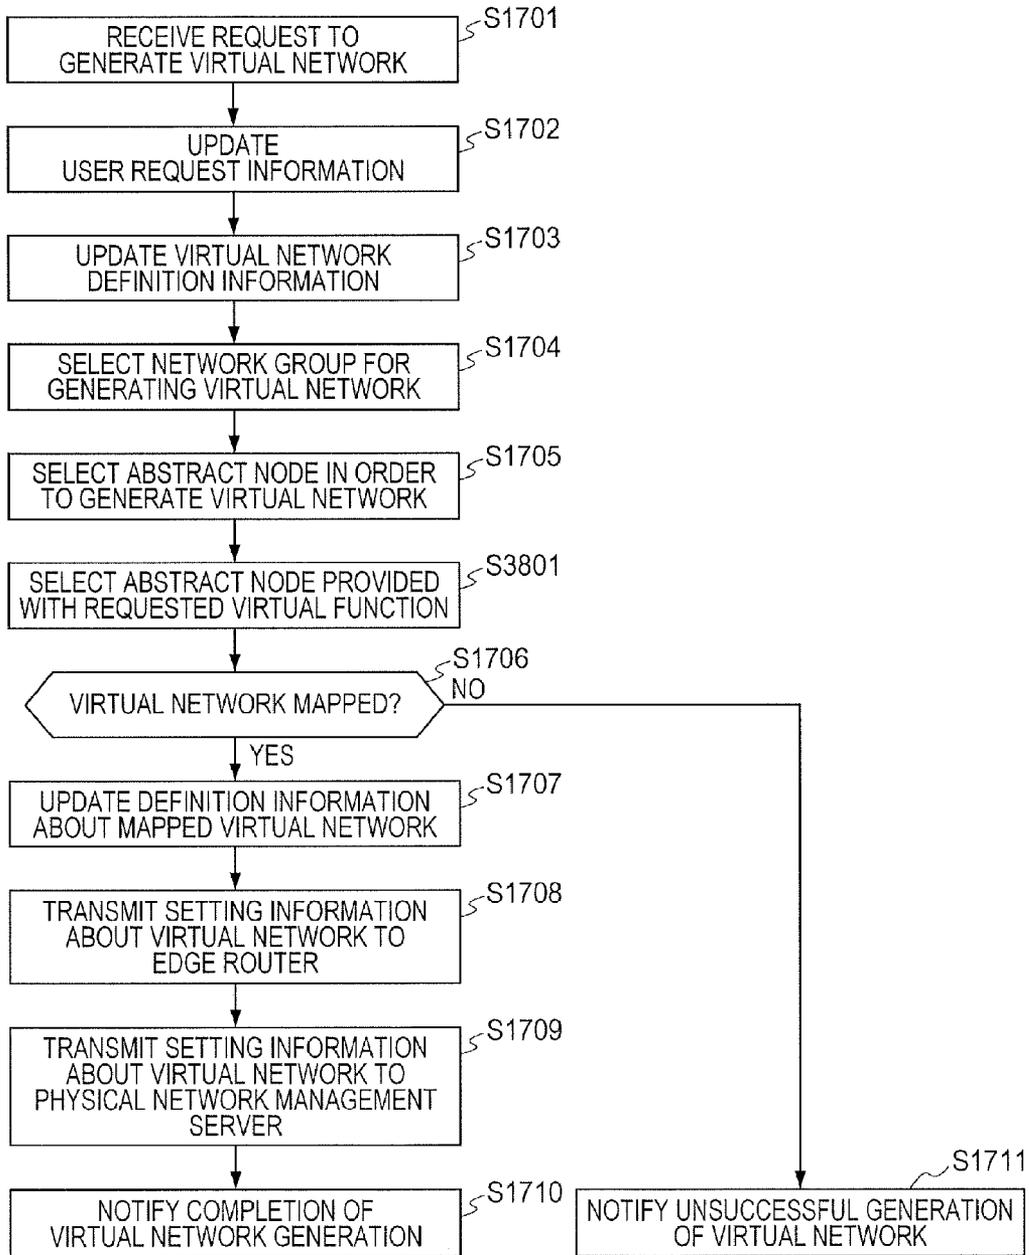 S1701
RECEIVE REQUEST TO
GENERATE VIRTUAL NETWORK
S1702
UPDATE
USER REQUEST INFORMATION
S1703
UPDATE VIRTUAL NETWORK
DEFINITION INFORMATION
S1704
SELECT NETWORK GROUP FOR
GENERATING VIRTUAL NETWORK
S1705
SELECT ABSTRACT NODE IN ORDER
TO GENERATE VIRTUAL NETWORK
S3801
SELECT ABSTRACT NODE PROVIDED
WITH REQUESTED VIRTUAL FUNCTION
S1706
VIRTUAL NETWORK MAPPED?
NO
YES
S1707
UPDATE DEFINITION INFORMATION
ABOUT MAPPED VIRTUAL NETWORK
S1708
TRANSMIT SETTING INFORMATION
ABOUT VIRTUAL NETWORK TO
EDGE ROUTER
S1709
TRANSMIT SETTING INFORMATION
ABOUT VIRTUAL NETWORK TO
PHYSICAL NETWORK MANAGEMENT
SERVER
S1710
NOTIFY COMPLETION OF
VIRTUAL NETWORK GENERATION
S1711
NOTIFY UNSUCCESSFUL GENERATION
OF VIRTUAL NETWORK